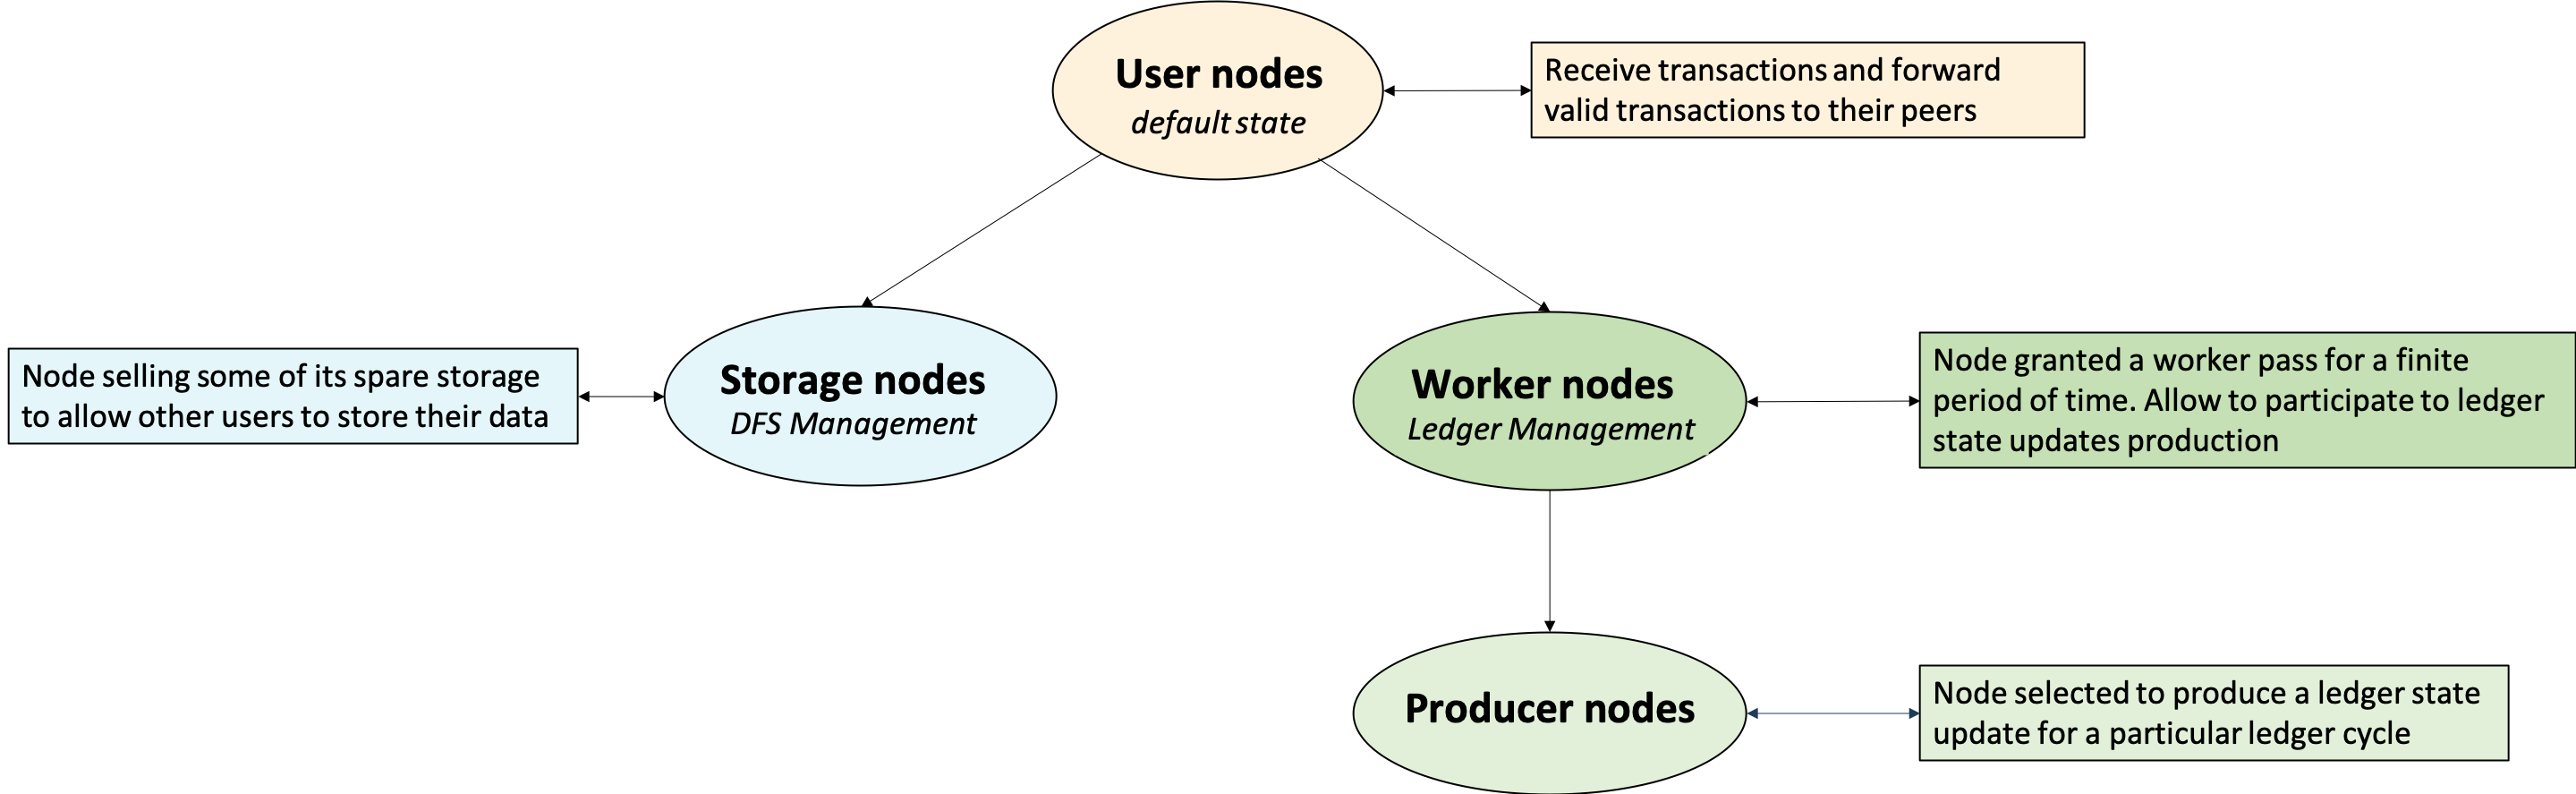 User nodes
default state
Receive transactions and forward
valid transactions to their peers
Node selling some of its spare storage
to allow other users to store their data
Storage nodes
DFS Management
Worker nodes
Ledger Management
Node granted a worker pass for a finite
period of time. Allow to participate to ledger
state updates production
Producer nodes
Node selected to produce a ledger state
update for a particular ledger cycle